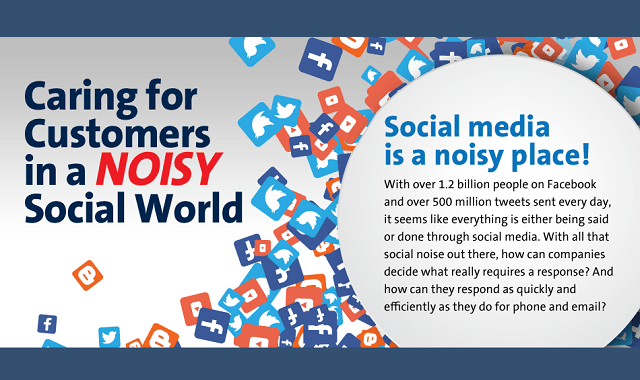 Caring for
Customers
in a NOISY
Social World
Social media
is a noisy place!
With over 1.2 billion people on Facebook
and over 500 million tweets sent every day,
it seems like everything is either being said
or done through social media. With all that
social noise out there, how can companies
decide what really requires a response? And
how can they respond as quickly and
efficiently as they do for phone and email?